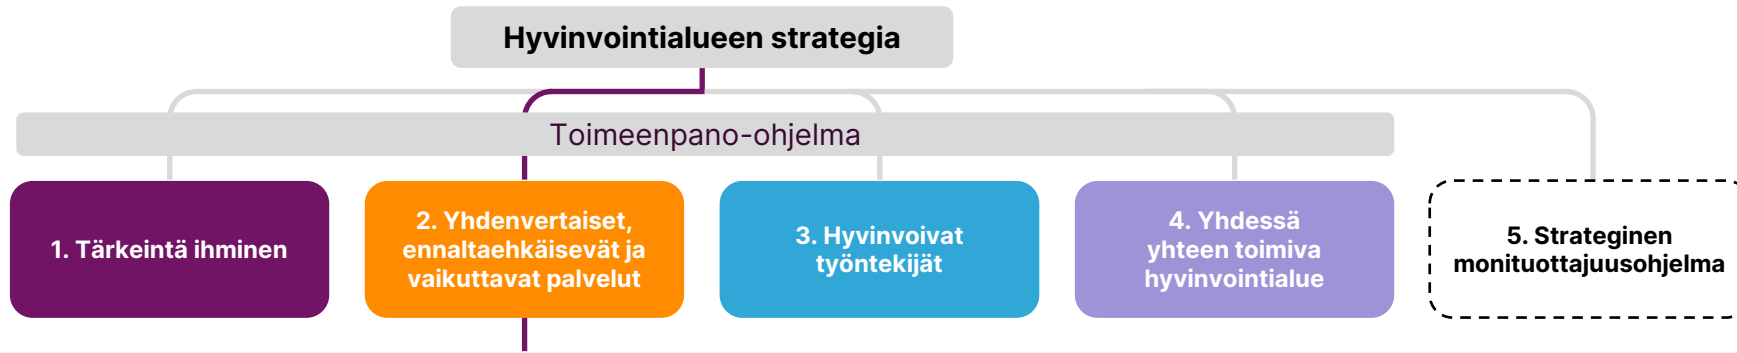 Hyvinvointialueen strategia
Toimeenpano-ohjelma
1. Tärkeintä ihminen
2. Yhdenvertaiset,
ennaltaehkäisevät ja
vaikuttavat palvelut
3. Hyvinvoivat
työntekijät
4. Yhdessä
yhteen toimiva
hyvinvointialue
5. Strateginen
monituottajuusohjelma